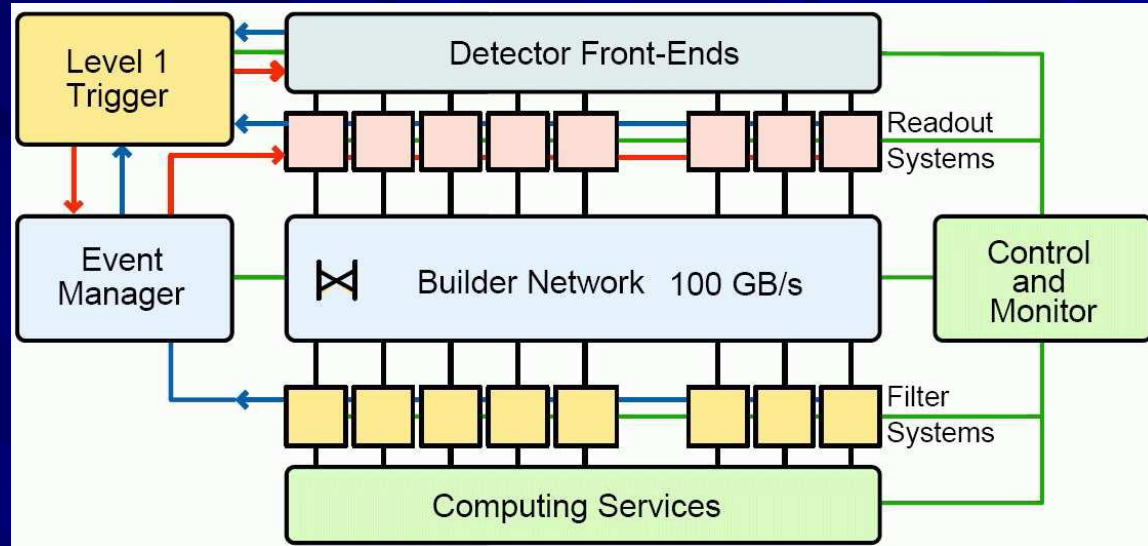 Level 1
Trigger
Detector Front-Ends
Readout
Systems
Event
Manager
Builder Network 100 GB/s
Control
and
Monitor
Filter
Systems
Computing Services